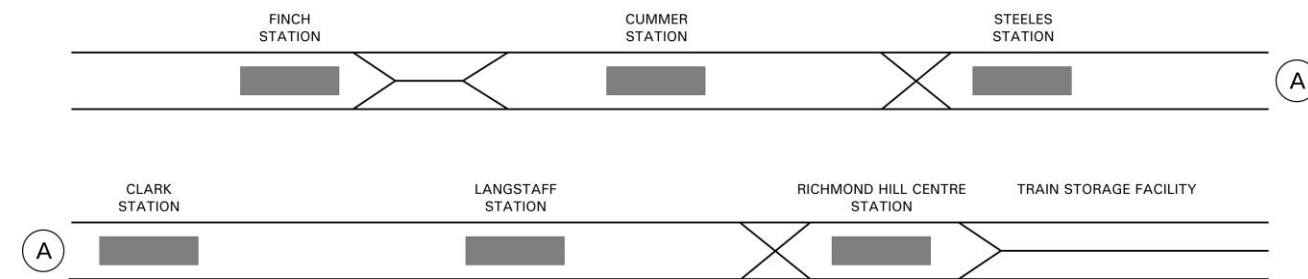 FINCH
STATION
CUMMER
STATION
STEELES
STATION
A
CLARK
STATION
LANGSTAFF
STATION
RICHMOND HILL CENTRE
STATION
TRAIN STORAGE FACILITY
A